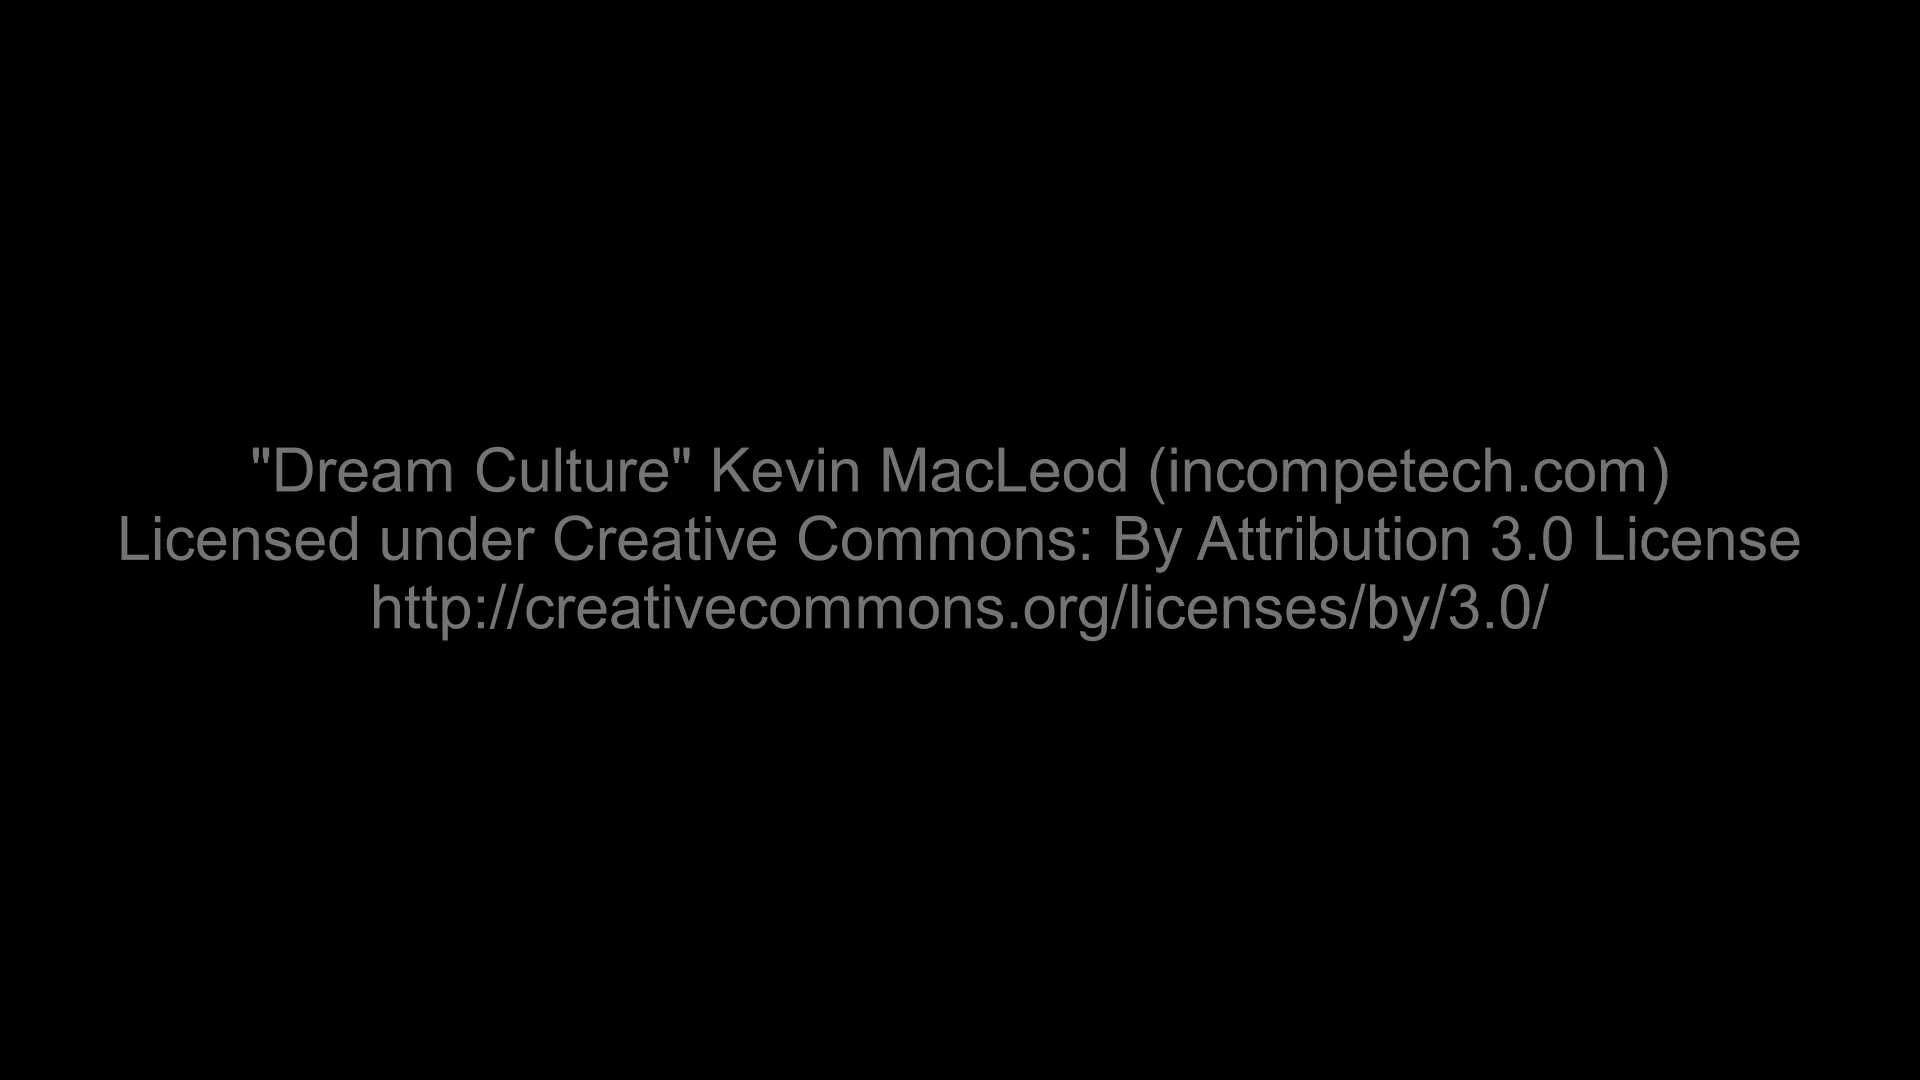 "Dream Culture" Kevin MacLeod (incompetech.com)
Licensed under Creative Commons: By Attribution 3.0 License
http://creativecommons.org/licenses/by/3.0/